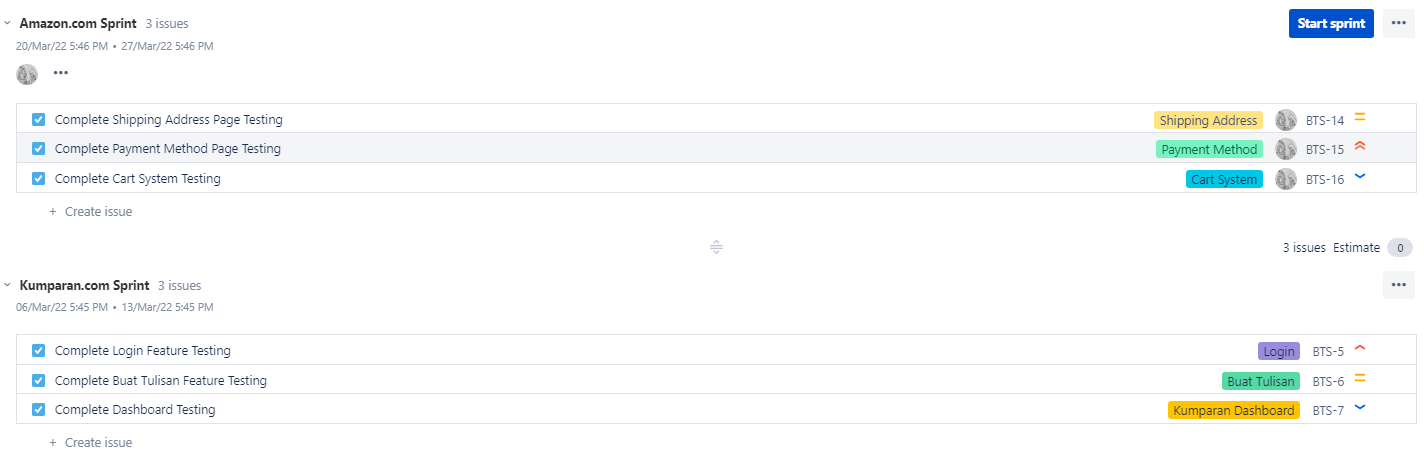 Amazon.com Sprint 3 issues Start sprint •••
20/Mar/22 5:46 PM • 27/Mar/22 5:46 PM
•••
Complete Shipping Address Page Testing Shipping Address BTS-14
Complete Payment Method Page Testing Payment Method BTS-15
Complete Cart System Testing Cart System BTS-16
+ Create issue
3 issues Estimate 0
Kumparan.com Sprint 3 issues •••
06/Mar/22 5:45 PM • 13/Mar/22 5:45 PM
Complete Login Feature Testing Login BTS-5
Complete Buat Tulisan Feature Testing Buat Tulisan BTS-6
Complete Dashboard Testing Kumparan Dashboard BTS-7
+ Create issue